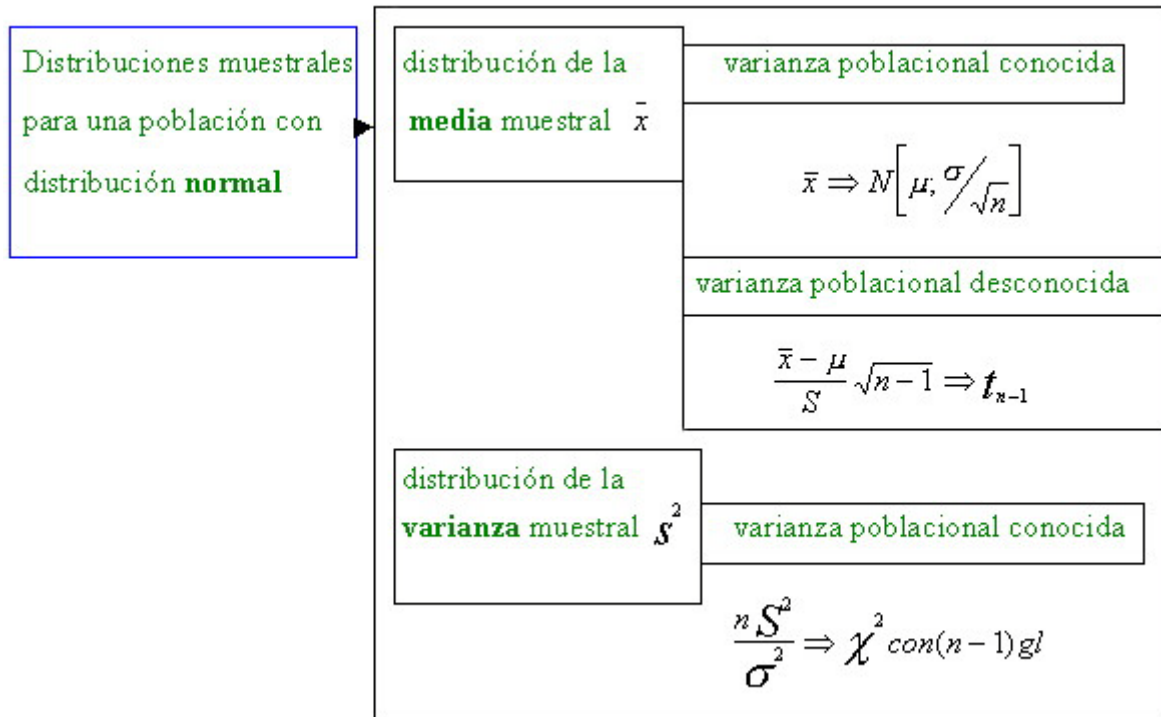 Distribuciones muestrales
para una población con
distribución normal
distribución de la
media muestral x̄
varianza poblacional conocida
x̄ ⇒ N[μ; σ/√n]
varianza poblacional desconocida
(x̄ − μ)/S √(n−1) ⇒ t_{n−1}
distribución de la
varianza muestral s²
varianza poblacional conocida
nS²/σ² ⇒ χ² con(n−1)gl